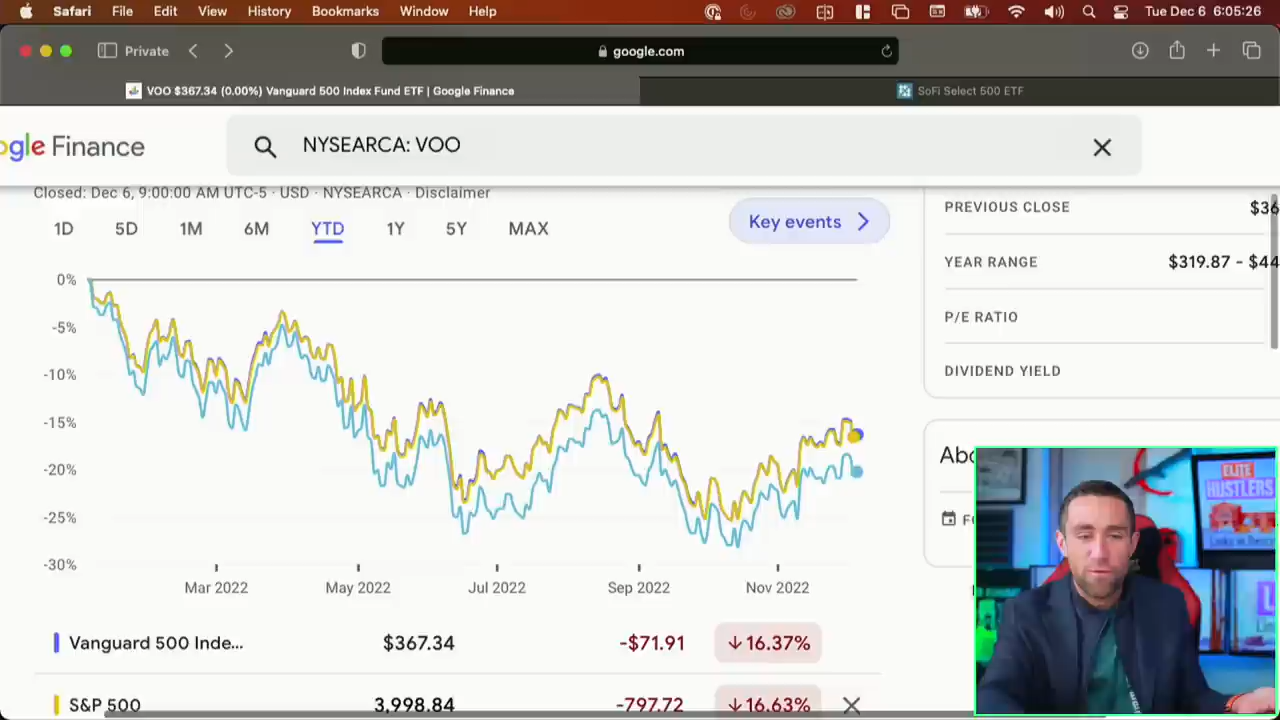 Safari File Edit View History Bookmarks Window Help Tue Dec 6 6:05:26
Private google.com
VOO $367.34 (0.00%) Vanguard 500 Index Fund ETF | Google Finance SoFi Select 500 ETF
ogle Finance NYSEARCA: VOO
Closed: Dec 6, 9:00:00 AM UTC-5 · USD · NYSEARCA · Disclaimer
1D 5D 1M 6M YTD 1Y 5Y MAX
Key events
PREVIOUS CLOSE $36
YEAR RANGE $319.87 - $44
P/E RATIO
DIVIDEND YIELD
0%
-5%
-10%
-15%
-20%
-25%
-30%
Mar 2022 May 2022 Jul 2022 Sep 2022 Nov 2022
Abo
FO
ELITE
HUSTLERS
Vanguard 500 Inde... $367.34 -$71.91 ↓16.37%
S&P 500 3,998.84 -797.72 ↓16.63%